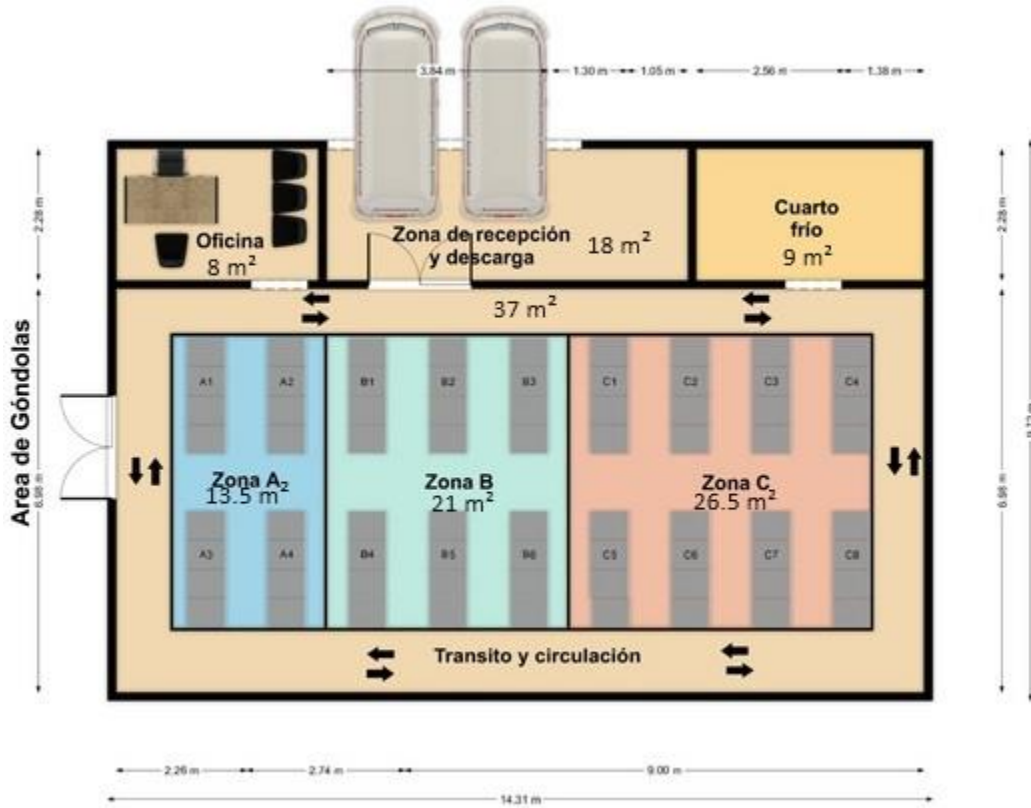 3.84 m
1.30 m
1.05 m
2.56 m
1.38 m
2.28 m
Oficina
8 m²
Zona de recepción
y descarga
18 m²
Cuarto
frío
9 m²
2.28 m
37 m²
Area de Góndolas
6.98 m
A1
A2
B1
B2
B3
C1
C2
C3
C4
Zona A₂
13.5 m²
Zona B
21 m²
Zona C
26.5 m²
6.98 m
A3
A4
B4
B5
B6
C5
C6
C7
C8
Transito y circulación
2.26 m
2.74 m
9.00 m
14.31 m